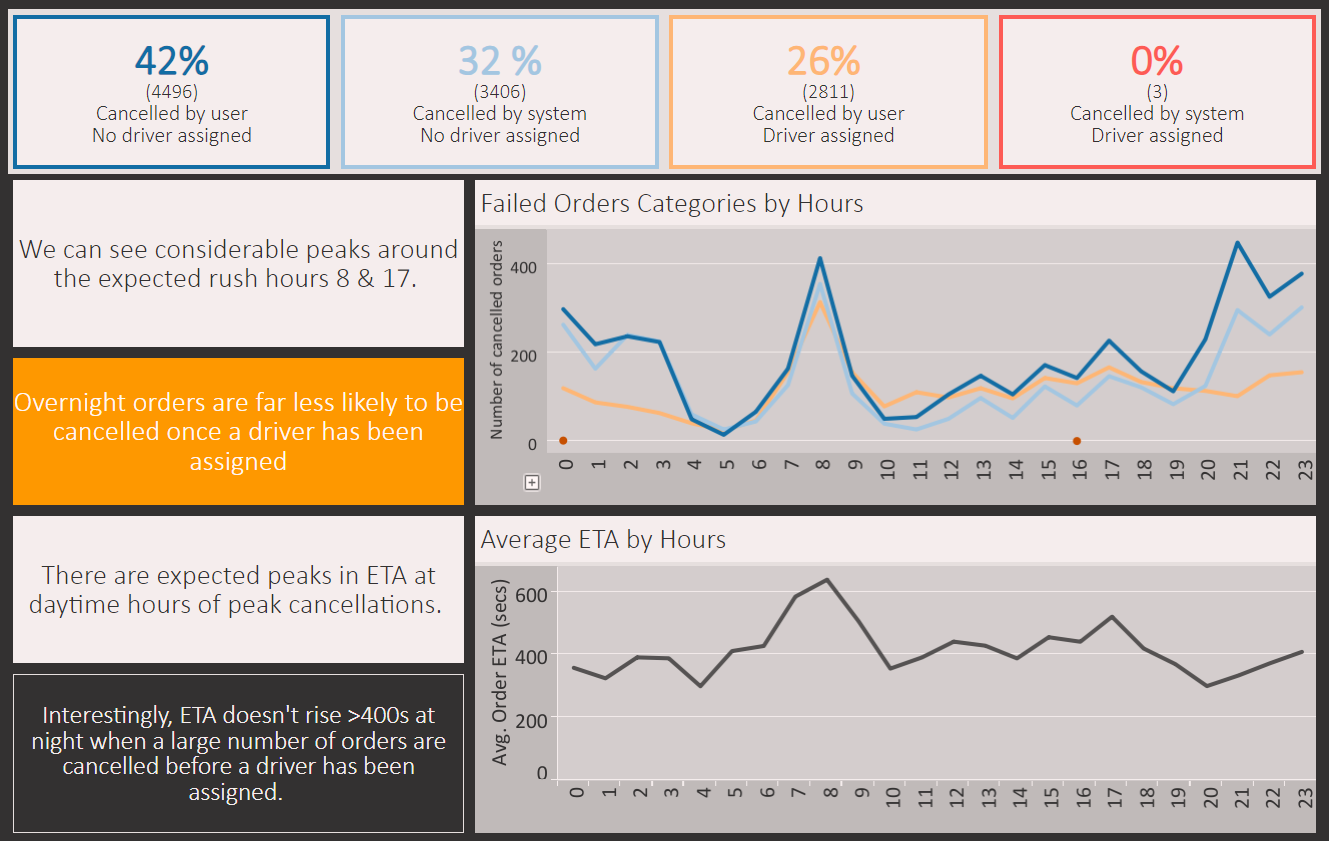 42%
(4496)
Cancelled by user
No driver assigned
32 %
(3406)
Cancelled by system
No driver assigned
26%
(2811)
Cancelled by user
Driver assigned
0%
(3)
Cancelled by system
Driver assigned
We can see considerable peaks around
the expected rush hours 8 & 17.
Overnight orders are far less likely to be
cancelled once a driver has been
assigned
There are expected peaks in ETA at
daytime hours of peak cancellations.
Interestingly, ETA doesn't rise >400s at
night when a large number of orders are
cancelled before a driver has been
assigned.
Failed Orders Categories by Hours
Number of cancelled orders
400
200
0
0 1 2 3 4 5 6 7 8 9 10 11 12 13 14 15 16 17 18 19 20 21 22 23
Average ETA by Hours
Avg. Order ETA (secs)
600
400
200
0
0 1 2 3 4 5 6 7 8 9 10 11 12 13 14 15 16 17 18 19 20 21 22 23